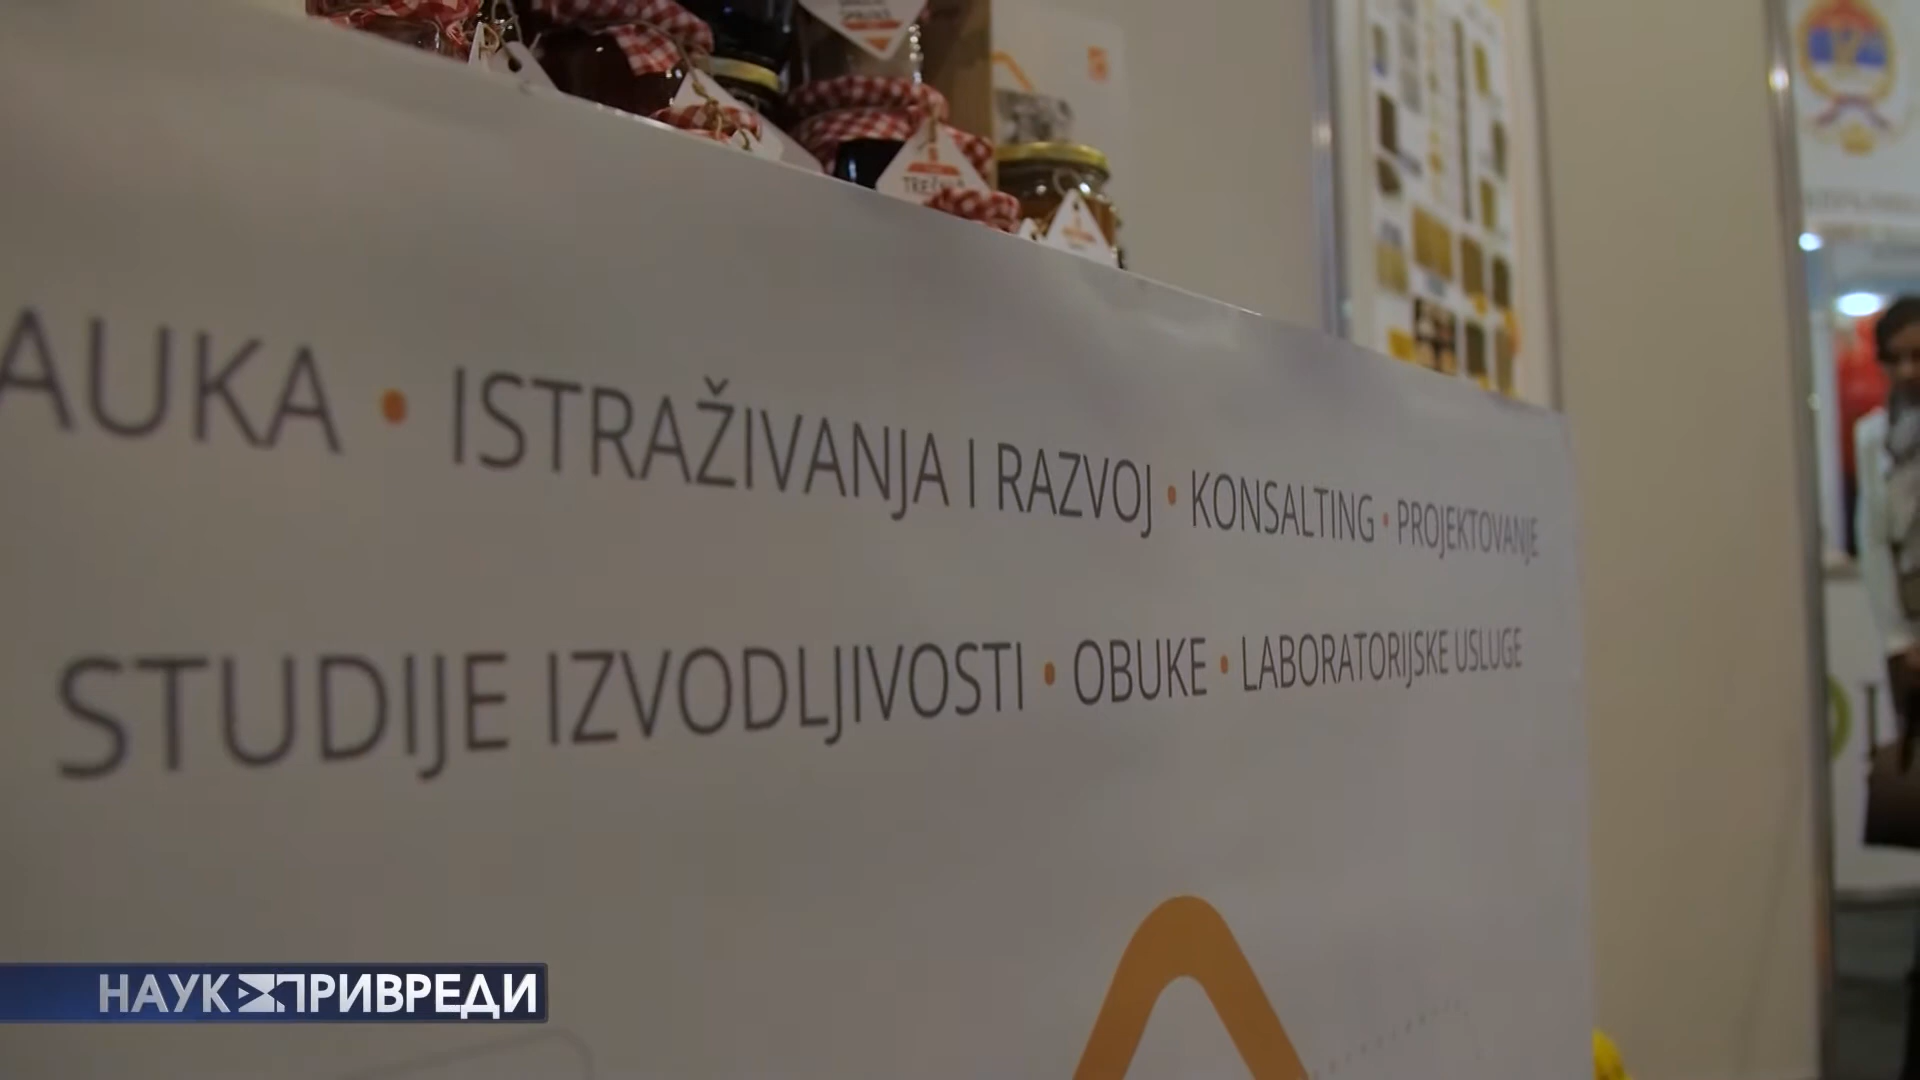 AUKA • ISTRAŽIVANJA I RAZVOJ • KONSALTING • PROJEKTOVANJE
STUDIJE IZVODLJIVOSTI • OBUKE • LABORATORIJSKE USLUGE
НАУК ПРИВРЕДИ